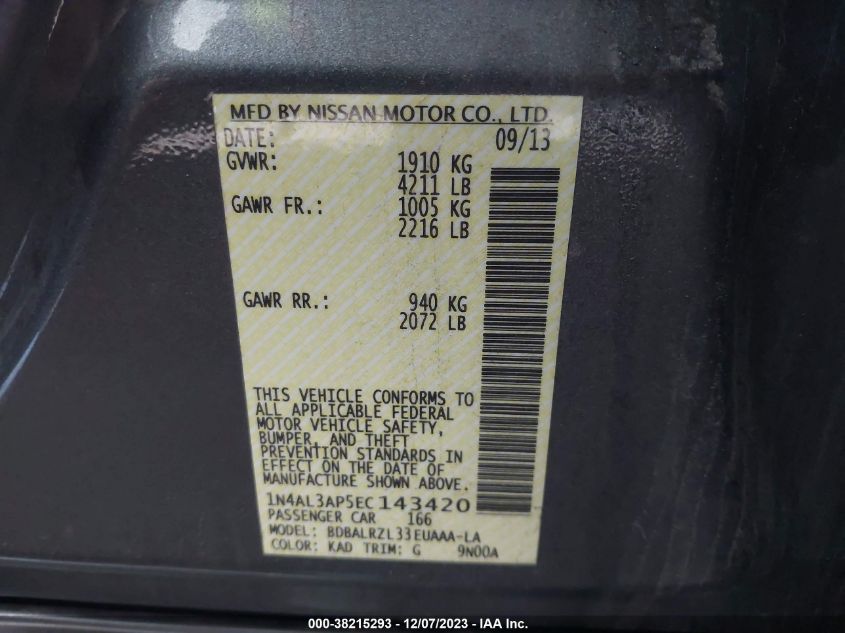 MFD BY NISSAN MOTOR CO., LTD.
DATE: 09/13
GVWR: 1910 KG
4211 LB
GAWR FR.: 1005 KG
2216 LB
GAWR RR.: 940 KG
2072 LB
THIS VEHICLE CONFORMS TO
ALL APPLICABLE FEDERAL
MOTOR VEHICLE SAFETY,
BUMPER, AND THEFT
PREVENTION STANDARDS IN
EFFECT ON THE DATE OF
MANUFACTURE SHOWN ABOVE.
1N4AL3AP5EC143420
PASSENGER CAR 166
MODEL: BDBALRZL33EUAAA-LA
COLOR: KAD TRIM: G 9N00A
000-38215293 - 12/07/2023 - IAA Inc.